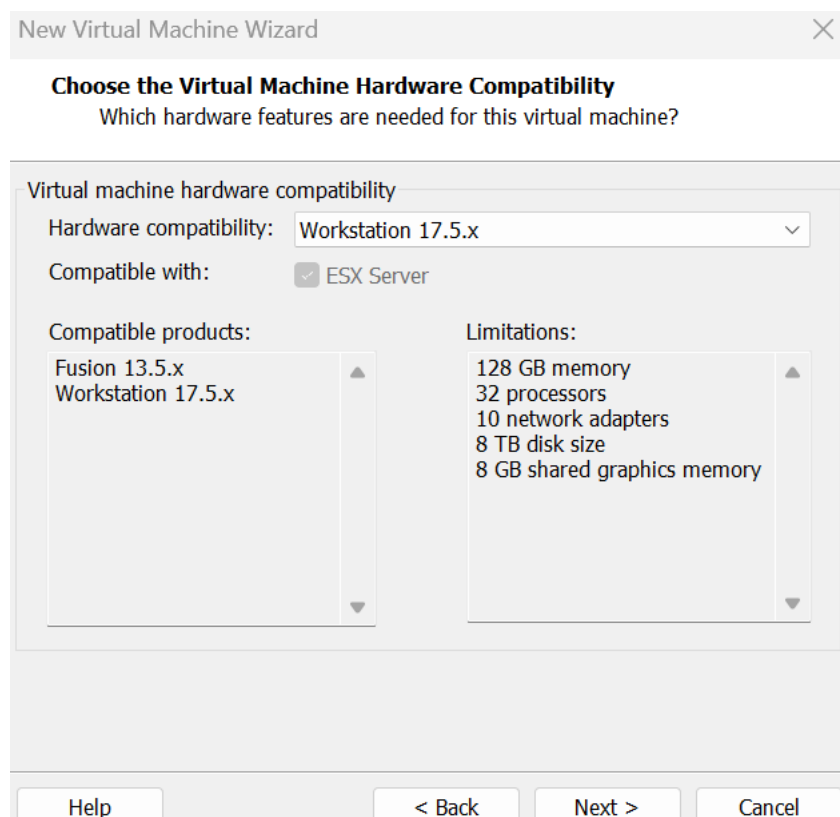 New Virtual Machine Wizard
Choose the Virtual Machine Hardware Compatibility
Which hardware features are needed for this virtual machine?
Virtual machine hardware compatibility
Hardware compatibility: Workstation 17.5.x
Compatible with: ESX Server
Compatible products:
Fusion 13.5.x
Workstation 17.5.x
Limitations:
128 GB memory
32 processors
10 network adapters
8 TB disk size
8 GB shared graphics memory
Help < Back Next > Cancel